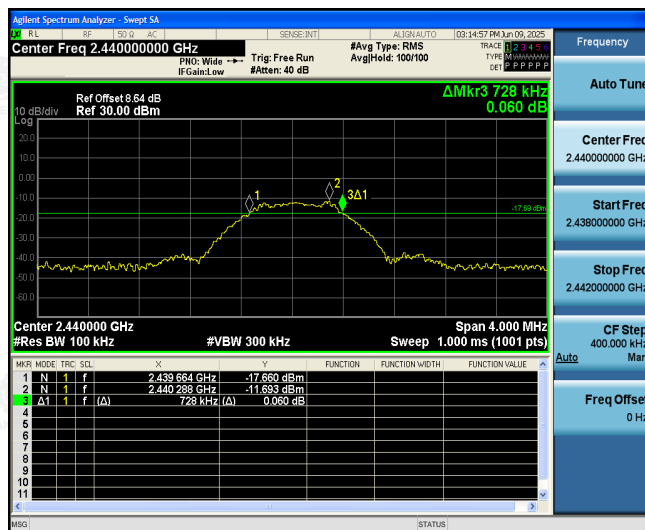 Agilent Spectrum Analyzer - Swept SA
LXI RL RF 50 Ω AC SENSE:INT ALIGN AUTO 03:14:57 PM Jun 09, 2025
Center Freq 2.440000000 GHz
PNO: Wide
IFGain:Low
Trig: Free Run
#Atten: 40 dB
#Avg Type: RMS
Avg|Hold: 100/100
TRACE 1 2 3 4 5 6
TYPE M
DET P P P P P P
Ref Offset 8.64 dB
Ref 30.00 dBm
10 dB/div
Log
ΔMkr3 728 kHz
0.060 dB
20.0
10.0
0.00
-10.0
-20.0
-30.0
-40.0
-50.0
-60.0
1
2
3Δ1
-17.69 dBm
Center 2.440000 GHz Span 4.000 MHz
#Res BW 100 kHz #VBW 300 kHz Sweep 1.000 ms (1001 pts)
MKR MODE TRC SCL X Y FUNCTION FUNCTION WIDTH FUNCTION VALUE
1 N 1 f 2.439 664 GHz -17.660 dBm
2 N 1 f 2.440 288 GHz -11.693 dBm
3 Δ1 1 f (Δ) 728 kHz (Δ) 0.060 dB
4
5
6
7
8
9
10
11
MSG STATUS
Frequency
Auto Tune
Center Freq
2.440000000 GHz
Start Freq
2.438000000 GHz
Stop Freq
2.442000000 GHz
CF Step
400.000 kHz
Auto Man
Freq Offset
0 Hz